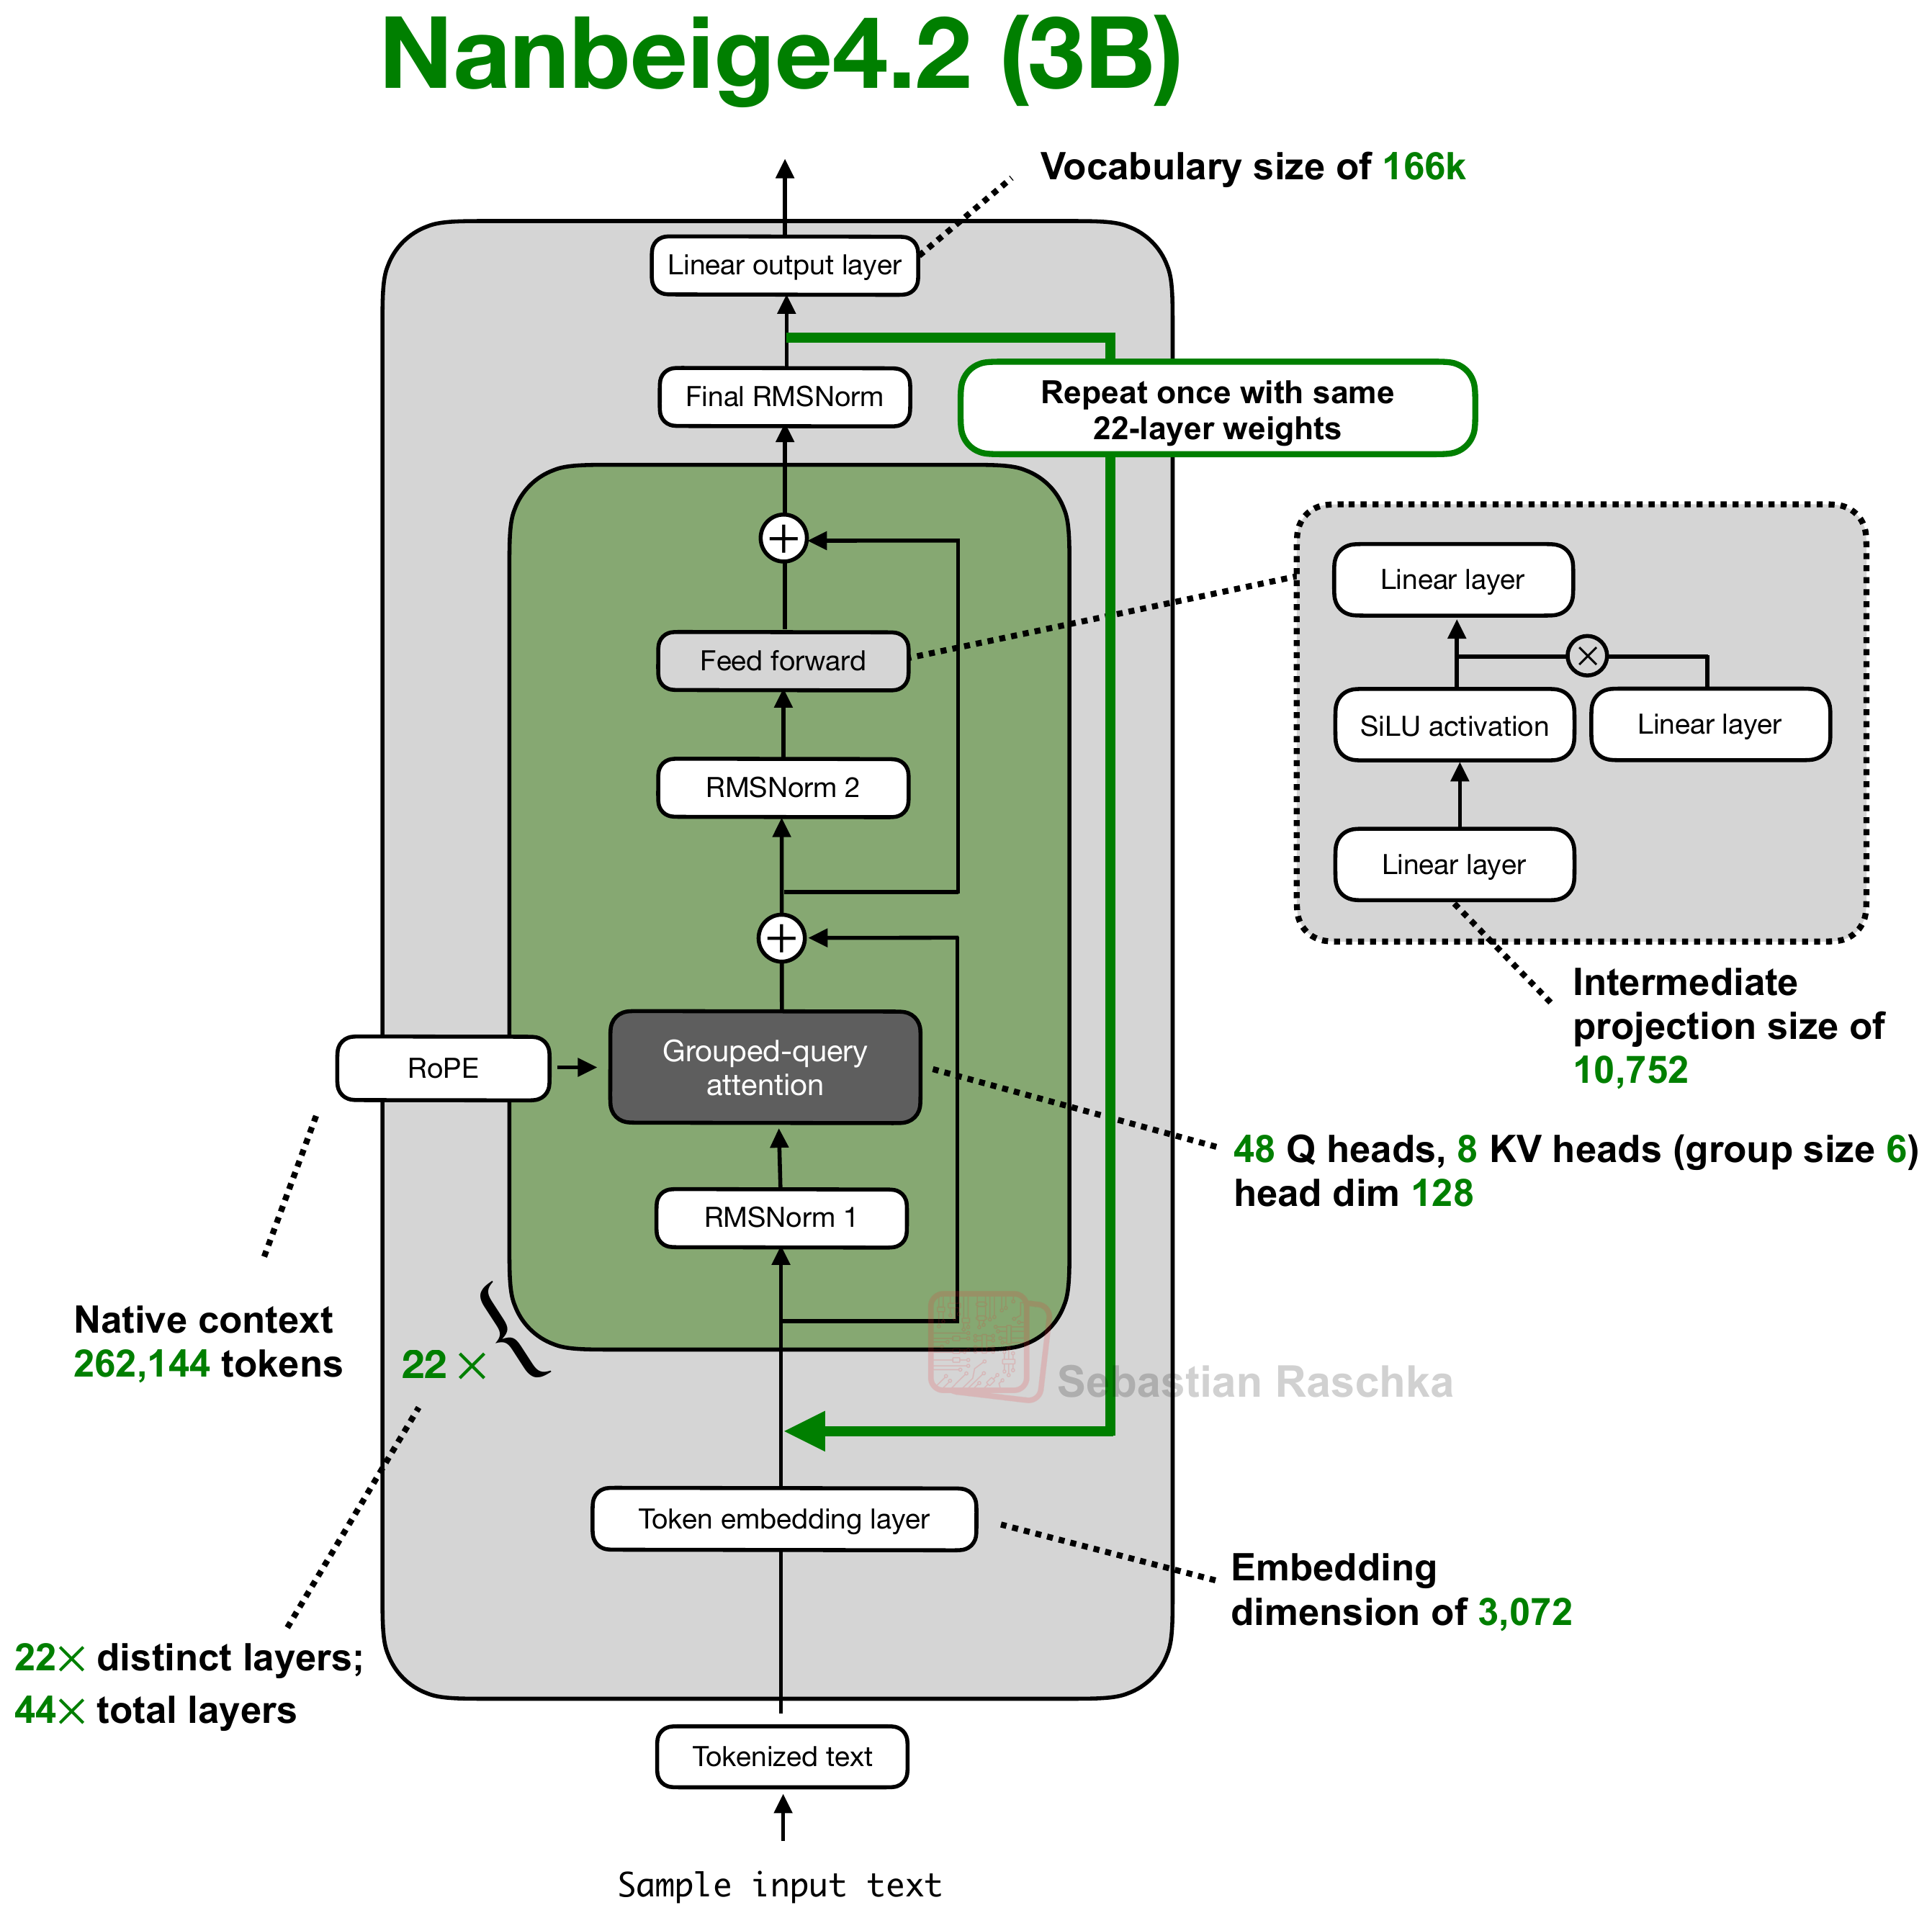 Nanbeige4.2 (3B)
Vocabulary size of 166k
Linear output layer
Final RMSNorm
Repeat once with same
22-layer weights
Feed forward
RMSNorm 2
Linear layer
SiLU activation
Linear layer
Linear layer
Intermediate
projection size of
10,752
RoPE
Grouped-query
attention
48 Q heads, 8 KV heads (group size 6)
head dim 128
RMSNorm 1
Native context
262,144 tokens
22 ×
Sebastian Raschka
Token embedding layer
Embedding
dimension of 3,072
22× distinct layers;
44× total layers
Tokenized text
Sample input text